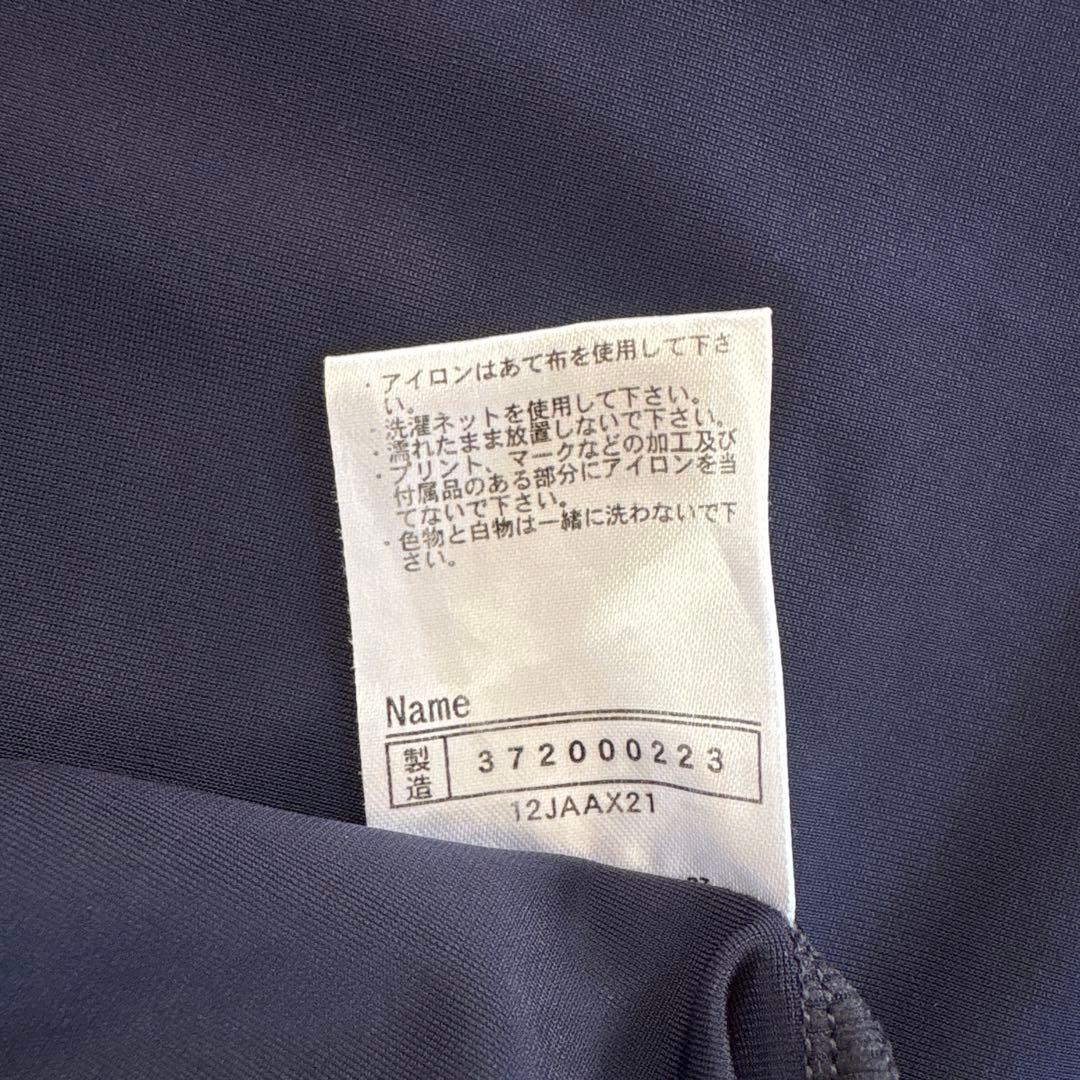 ・アイロンはあて布を使用して下さ
い。
・洗濯ネットを使用して下さい。
・濡れたまま放置しないで下さい。
・プリント、マークなどの加工及び
付属品のある部分にアイロンを当
てないで下さい。
・色物と白物は一緒に洗わないで下
さい。
Name
製造 372000223
12JAAX21